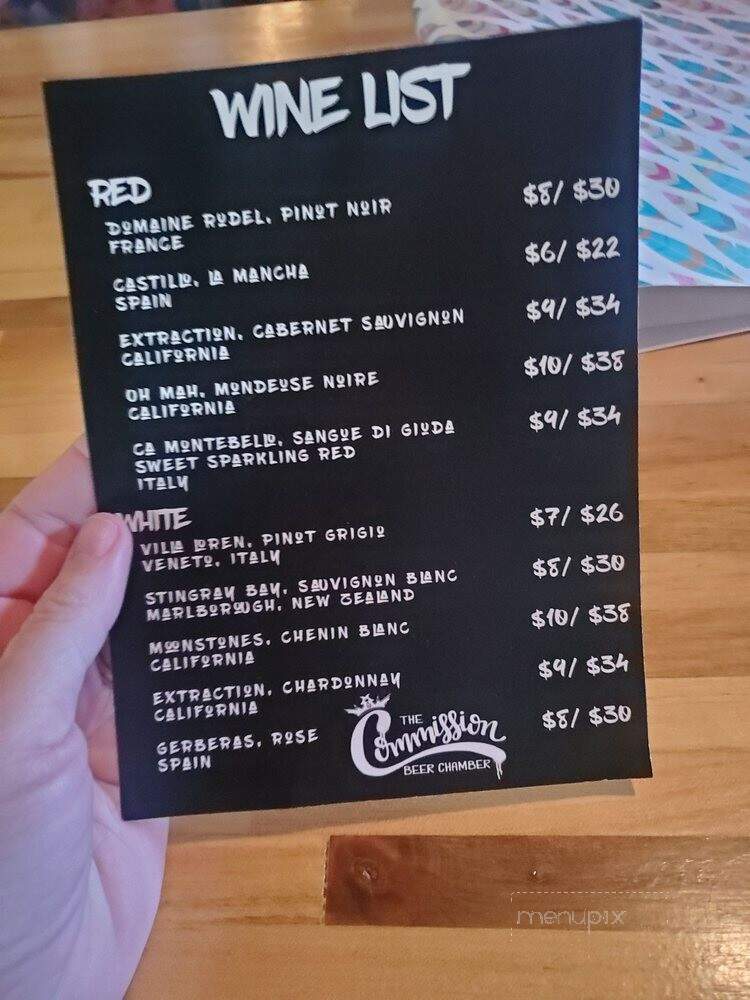 WINE LIST
RED
DOMAINE RODEL, PINOT NOIR $8/ $30
FRANCE
CASTILLO, LA MANCHA $6/ $22
SPAIN
EXTRACTION, CABERNET SAUVIGNON $9/ $34
CALIFORNIA
OH MAH, MONDEUSE NOIRE $10/ $38
CALIFORNIA
CA MONTEBELLO, SANGUE DI GIUDA $9/ $34
SWEET SPARKLING RED
ITALY
WHITE
VILLA LOREN, PINOT GRIGIO $7/ $26
VENETO, ITALY
STINGRAY BAY, SAUVIGNON BLANC $8/ $30
MARLBOROUGH, NEW ZEALAND
MOONSTONES, CHENIN BLANC $10/ $38
CALIFORNIA
EXTRACTION, CHARDONNAY $9/ $34
CALIFORNIA
GERBERAS, ROSE $8/ $30
SPAIN
THE
Commission
BEER CHAMBER
menupix